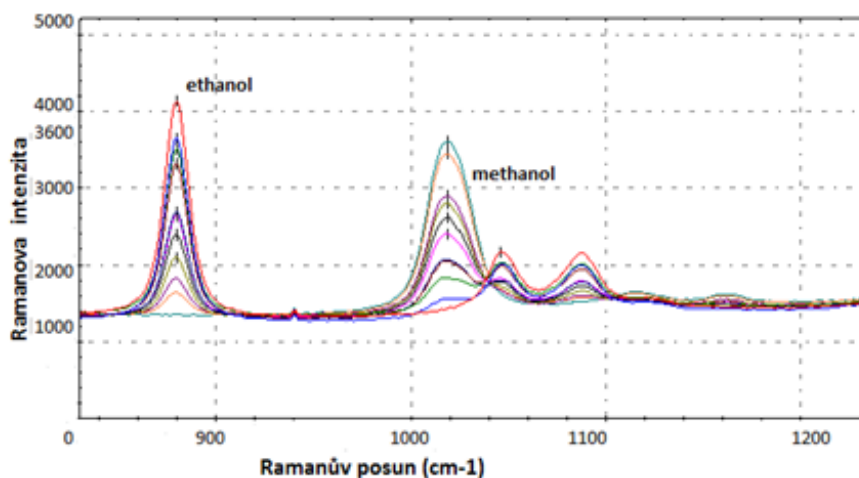 5000
ethanol
4000
3600
methanol
3000
2000
1000
Ramanova intenzita
0 900 1000 1100 1200
Ramanův posun (cm-1)